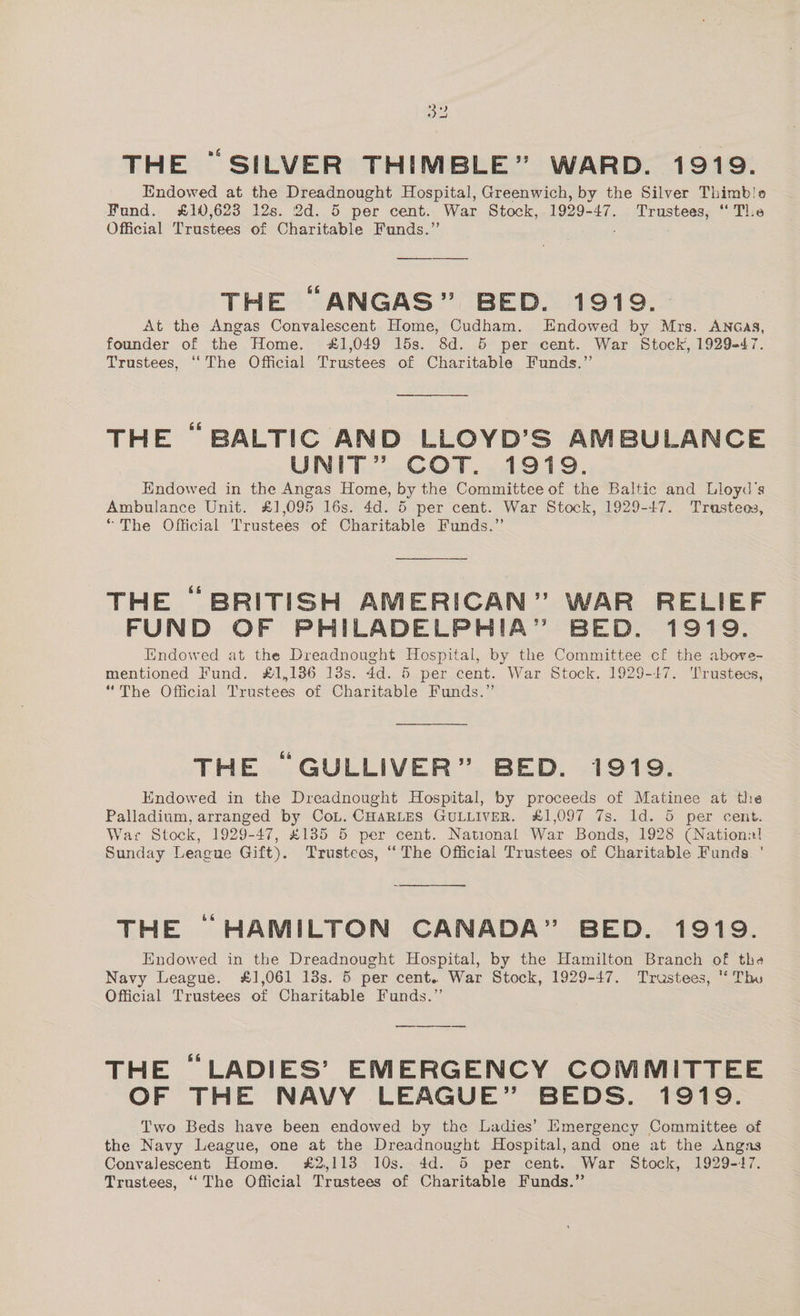 32
THE “SILVER THIMBLE” WARD. 1919.
Endowed at the Dreadnought Hospital, Greenwich, by the Silver Thimble
Fund. £10,623 12s. 2d. 5 per cent. War Stock, 1929-47. Trustees, “The
Official Trustees of Charitable Funds.”
THE “ANGAS” BED. 1919.
At the Angas Convalescent Home, Cudham. Endowed by Mrs. ANGAS,
founder of the Home. £1,049 15s. 8d. 5 per cent. War Stock, 1929-47.
Trustees, “The Official Trustees of Charitable Funds.”
THE “BALTIC AND LLOYD'S AMBULANCE
UNIT” COT. 1919.
Endowed in the Angas Home, by the Committee of the Baltic and Lloyd's
Ambulance Unit. £1,095 16s. 4d. 5 per cent. War Stock, 1929-47. Trustees,
“The Official Trustees of Charitable Funds.”
THE “BRITISH AMERICAN” WAR RELIEF
FUND OF PHILADELPHIA” BED. 1919.
Endowed at the Dreadnought Hospital, by the Committee of the above-
mentioned Fund. £1,136 13s. 4d. 5 per cent. War Stock. 1929-47. Trustees,
“The Official Trustees of Charitable Funds.”
THE “GULLIVER” BED. 1919.
Endowed in the Dreadnought Hospital, by proceeds of Matinee at the
Palladium, arranged by COL. CHARLES GULLIVER. £1,097 7s. 1d. 5 per cent.
War Stock, 1929-47, £135 5 per cent. National War Bonds, 1928 (National
Sunday League Gift). Trustees, “The Official Trustees of Charitable Funds.’
THE “HAMILTON CANADA” BED. 1919.
Endowed in the Dreadnought Hospital, by the Hamilton Branch of the
Navy League. £1,061 13s. 5 per cent. War Stock, 1929-47. Trustees, “The
Official Trustees of Charitable Funds.”
THE “LADIES' EMERGENCY COMMITTEE
OF THE NAVY LEAGUE” BEDS. 1919.
Two Beds have been endowed by the Ladies' Emergency Committee of
the Navy League, one at the Dreadnought Hospital, and one at the Angas
Convalescent Home. £2,113 10s. 4d. 5 per cent. War Stock, 1929-47.
Trustees, “The Official Trustees of Charitable Funds.”